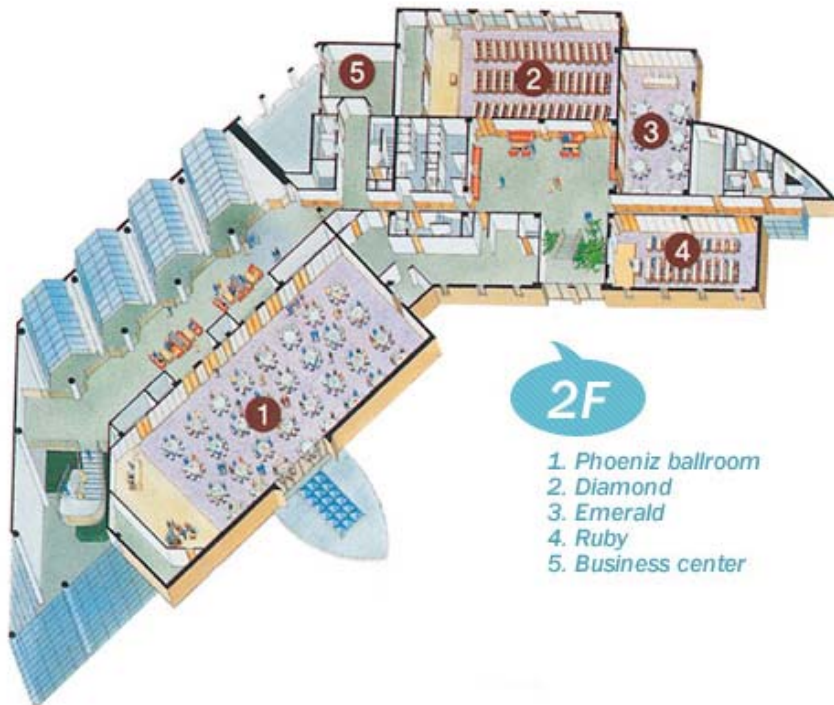 5
2
3
4
1
2F
1. Phoeniz ballroom
2. Diamond
3. Emerald
4. Ruby
5. Business center